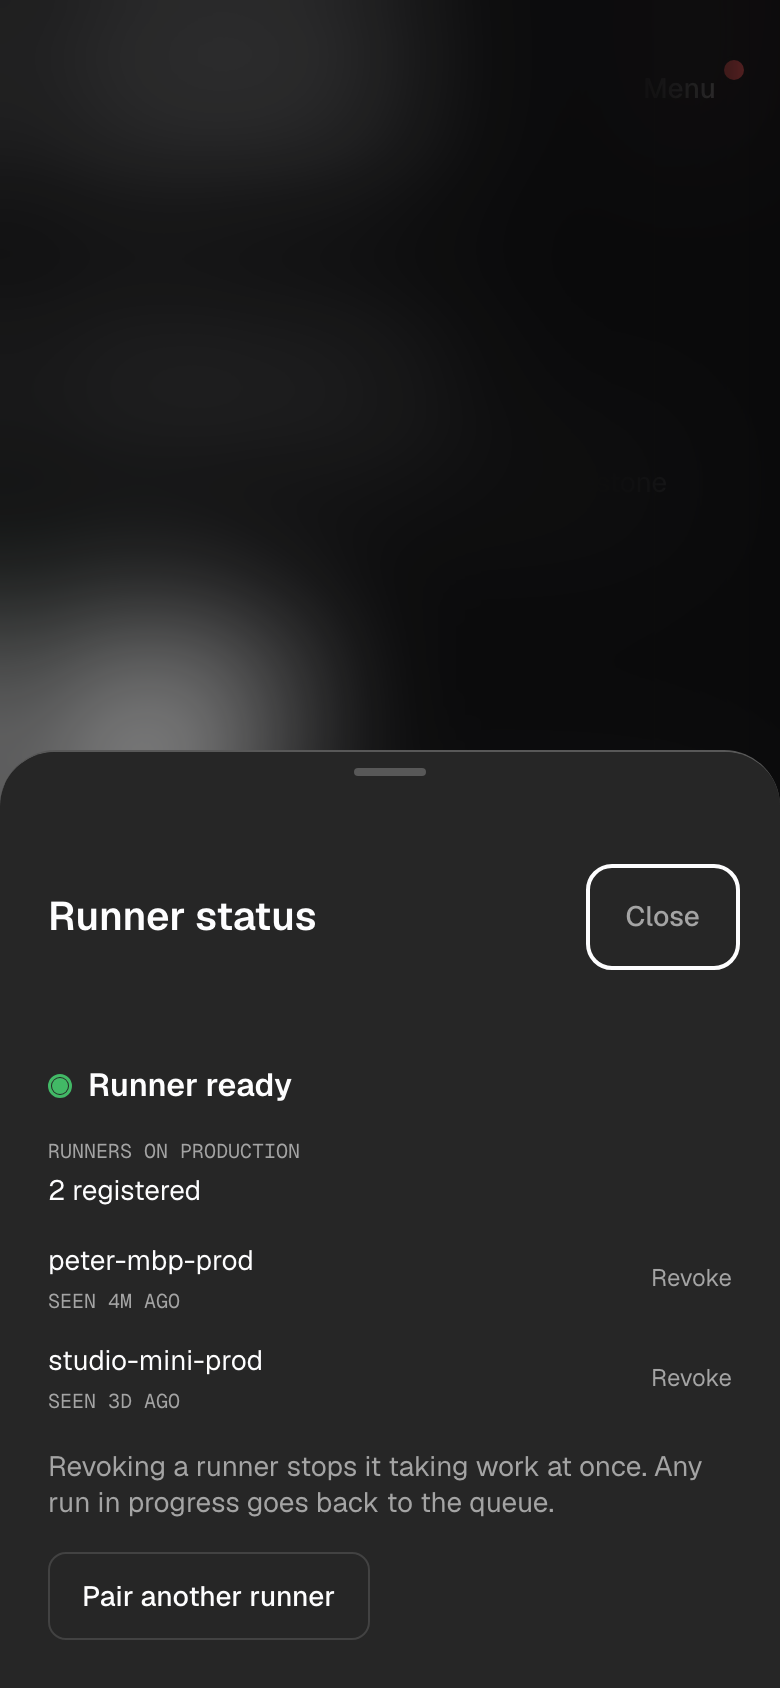 Menu
one
Runner status
Close
Runner ready
RUNNERS ON PRODUCTION
2 registered
peter-mbp-prod
SEEN 4M AGO
Revoke
studio-mini-prod
SEEN 3D AGO
Revoke
Revoking a runner stops it taking work at once. Any
run in progress goes back to the queue.
Pair another runner